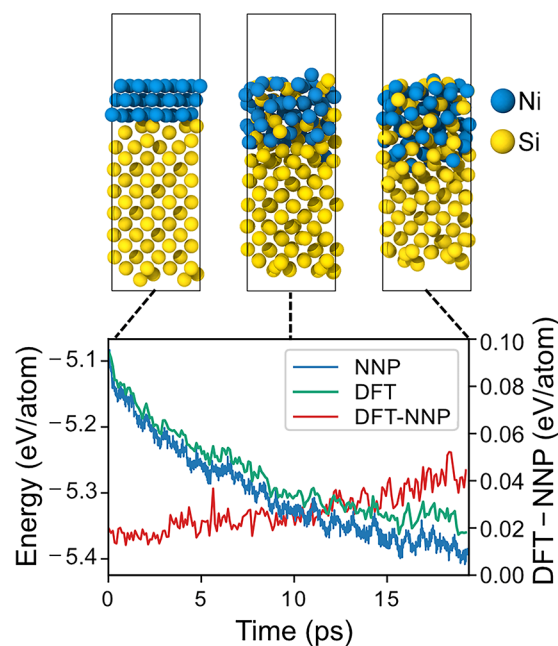 Ni
Si
NNP
DFT
DFT-NNP
Energy (eV/atom)
−5.1
−5.2
−5.3
−5.4
0.10
0.08
0.06
0.04
0.02
0.00
DFT−NNP (eV/atom)
0
5
10
15
Time (ps)